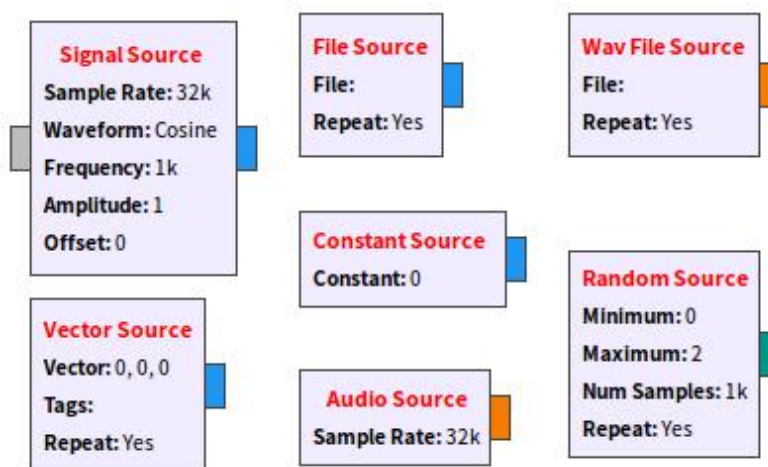 Signal Source
Sample Rate: 32k
Waveform: Cosine
Frequency: 1k
Amplitude: 1
Offset: 0
File Source
File:
Repeat: Yes
Wav File Source
File:
Repeat: Yes
Constant Source
Constant: 0
Random Source
Minimum: 0
Maximum: 2
Num Samples: 1k
Repeat: Yes
Vector Source
Vector: 0, 0, 0
Tags:
Repeat: Yes
Audio Source
Sample Rate: 32k